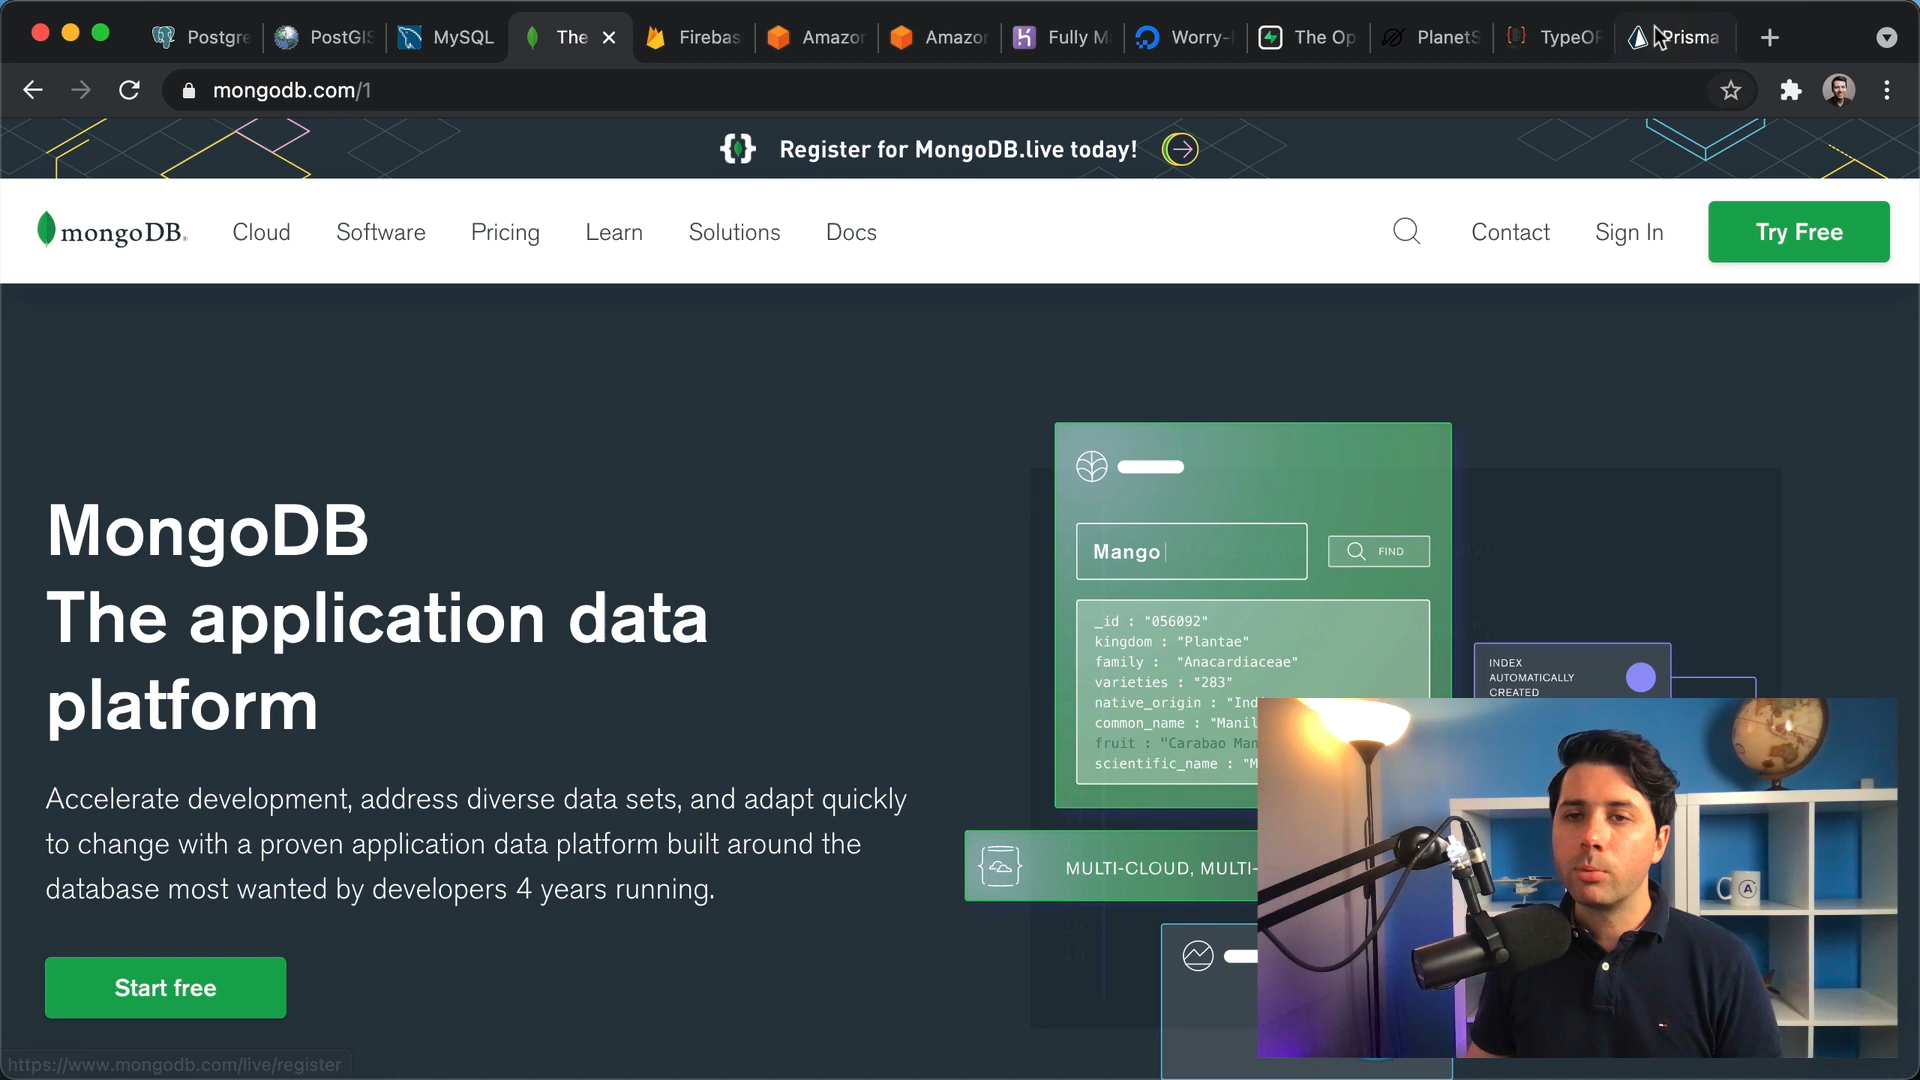 Postgre
PostGIS
MySQL
The
Firebas
Amazon
Amazon
Fully M
Worry-
The Op
PlanetS
TypeOR
Prisma
mongodb.com/1
Register for MongoDB.live today!
mongoDB®
Cloud
Software
Pricing
Learn
Solutions
Docs
Contact
Sign In
Try Free
MongoDB
The application data
platform
Accelerate development, address diverse data sets, and adapt quickly
to change with a proven application data platform built around the
database most wanted by developers 4 years running.
Start free
Mango
FIND
_id : "056092"
kingdom : "Plantae"
family : "Anacardiaceae"
varieties : "283"
native_origin : "Ind
common_name : "Manil
fruit : "Carabao Man
scientific_name : "M
INDEX
AUTOMATICALLY
CREATED
MULTI-CLOUD, MULTI-
15
16
A
https://www.mongodb.com/live/register